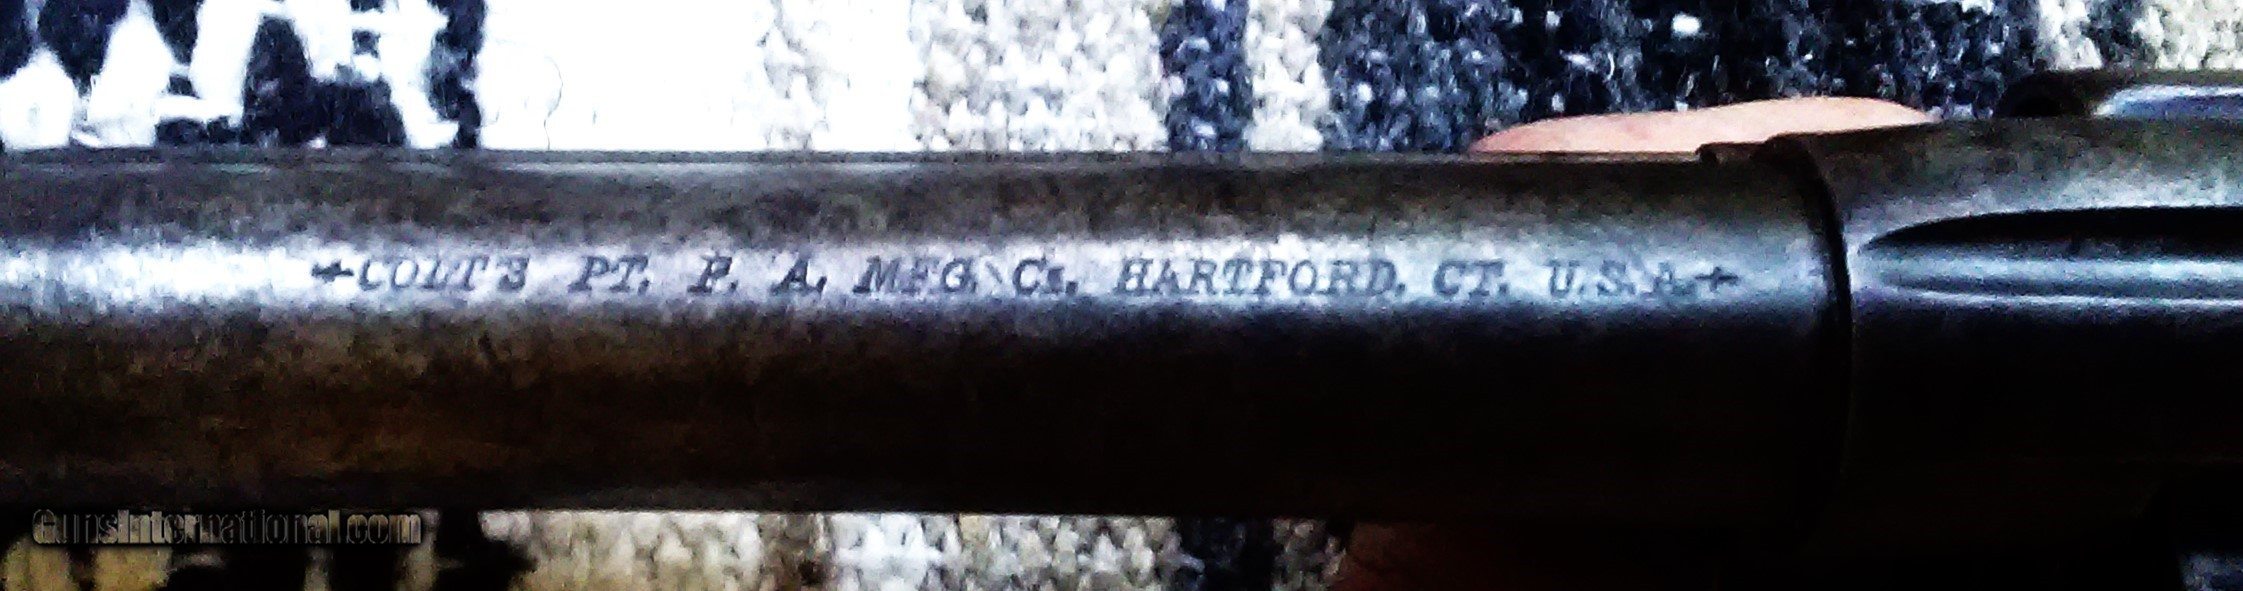 +COLT'S PT. F. A. MFG. Co. HARTFORD. CT. U.S.A.+
GunsInternational.com